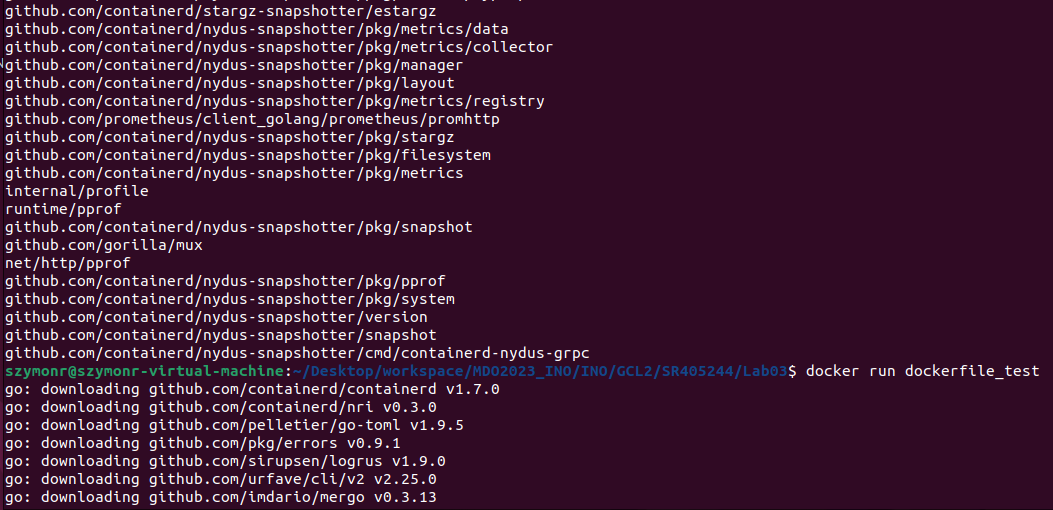 github.com/containerd/stargz-snapshotter/estargz
github.com/containerd/nydus-snapshotter/pkg/metrics/data
github.com/containerd/nydus-snapshotter/pkg/metrics/collector
github.com/containerd/nydus-snapshotter/pkg/manager
github.com/containerd/nydus-snapshotter/pkg/layout
github.com/containerd/nydus-snapshotter/pkg/metrics/registry
github.com/prometheus/client_golang/prometheus/promhttp
github.com/containerd/nydus-snapshotter/pkg/stargz
github.com/containerd/nydus-snapshotter/pkg/filesystem
github.com/containerd/nydus-snapshotter/pkg/metrics
internal/profile
runtime/pprof
github.com/containerd/nydus-snapshotter/pkg/snapshot
github.com/gorilla/mux
net/http/pprof
github.com/containerd/nydus-snapshotter/pkg/pprof
github.com/containerd/nydus-snapshotter/pkg/system
github.com/containerd/nydus-snapshotter/version
github.com/containerd/nydus-snapshotter/snapshot
github.com/containerd/nydus-snapshotter/cmd/containerd-nydus-grpc
szymonr@szymonr-virtual-machine:~/Desktop/workspace/MDO2023_INO/INO/GCL2/SR405244/Lab03$ docker run dockerfile_test
go: downloading github.com/containerd/containerd v1.7.0
go: downloading github.com/containerd/nri v0.3.0
go: downloading github.com/pelletier/go-toml v1.9.5
go: downloading github.com/pkg/errors v0.9.1
go: downloading github.com/sirupsen/logrus v1.9.0
go: downloading github.com/urfave/cli/v2 v2.25.0
go: downloading github.com/imdario/mergo v0.3.13